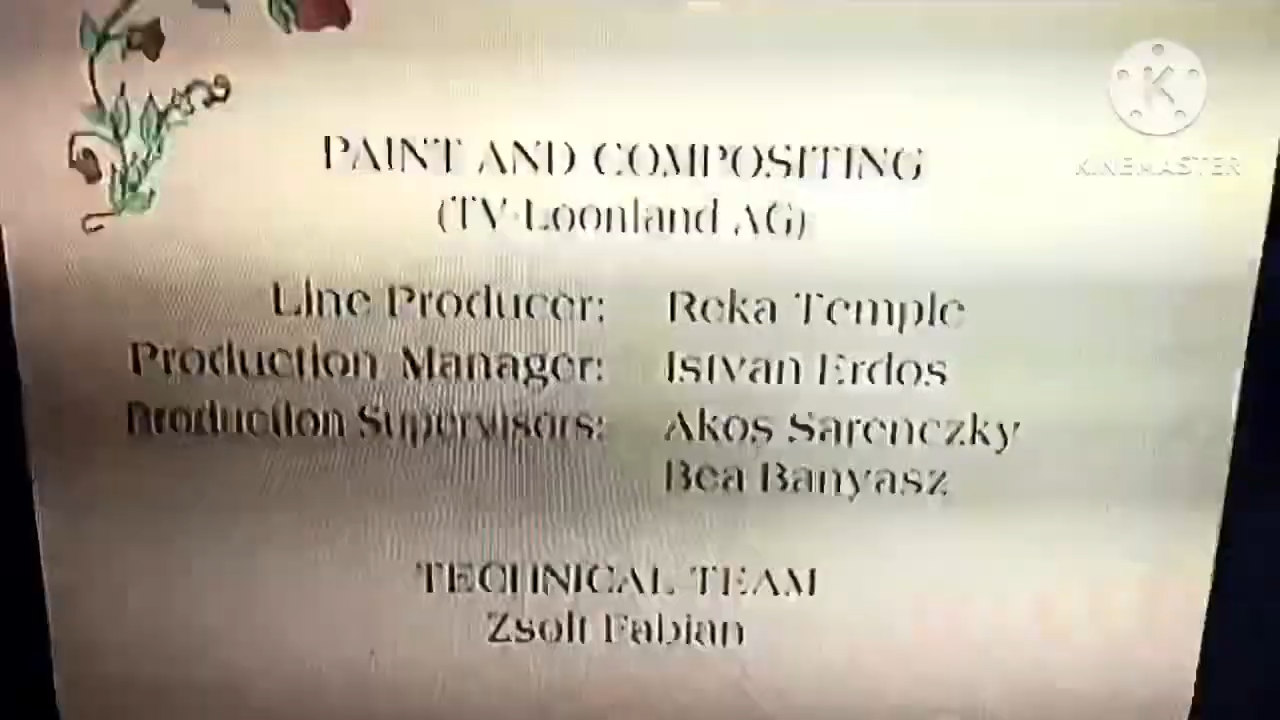 PAINT AND COMPOSITING
(TV-Loonland AG)
Line Producer: Reka Temple
Production Manager: Istvan Erdos
Production Supervisors: Akos Sarenczky
Bea Banyasz
TECHNICAL TEAM
Zsolt Fabian
K
KINEMASTER